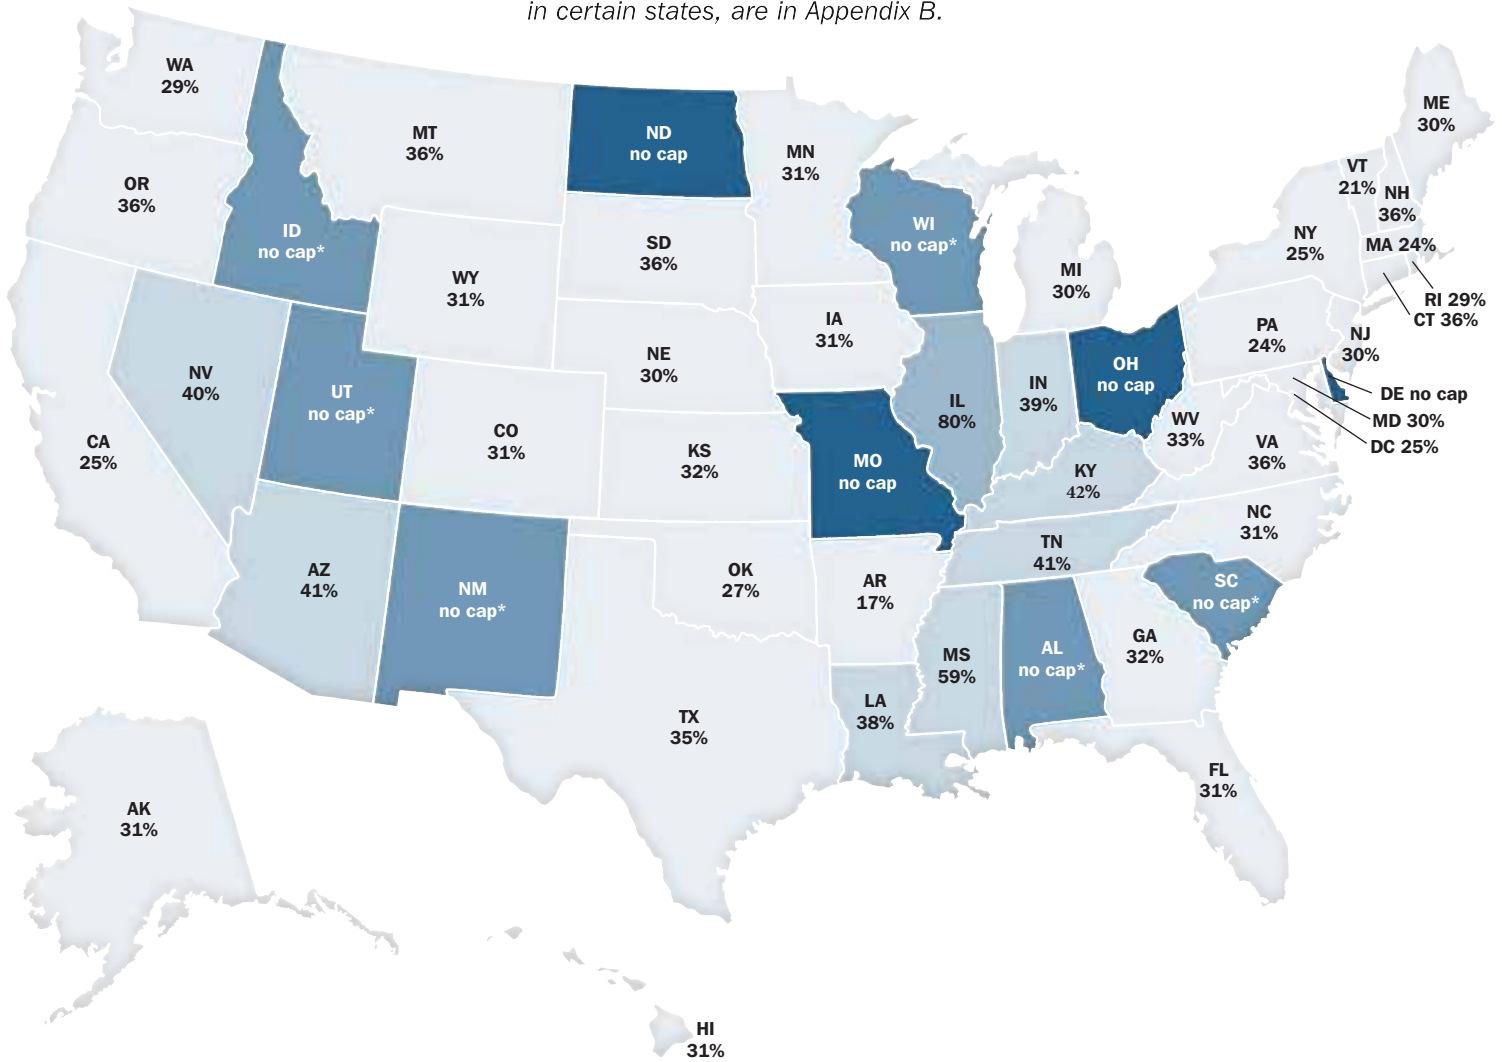 in certain states, are in Appendix B.
WA
29%
MT
36%
ND
no cap
MN
31%
ME
30%
OR
36%
ID
no cap*
WI
no cap*
VT
21%
NH
36%
SD
36%
NY
25%
MA 24%
WY
31%
MI
30%
RI 29%
CT 36%
IA
31%
PA
24%
NJ
30%
NE
30%
OH
no cap
NV
40%
UT
no cap*
IL
80%
IN
39%
DE no cap
MD 30%
DC 25%
CA
25%
CO
31%
KS
32%
MO
no cap
WV
33%
VA
36%
KY
42%
NC
31%
AZ
41%
NM
no cap*
OK
27%
AR
17%
TN
41%
SC
no cap*
MS
59%
AL
no cap*
GA
32%
TX
35%
LA
38%
FL
31%
AK
31%
HI
31%